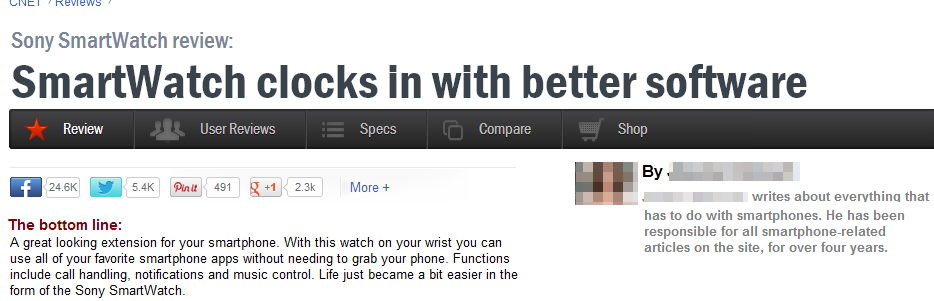 CNET › Reviews ›
Sony SmartWatch review:
SmartWatch clocks in with better software
Review User Reviews Specs Compare Shop
f 24.6K 5.4K Pin it 491 g +1 2.3k More +
By
writes about everything that
has to do with smartphones. He has been
responsible for all smartphone-related
articles on the site, for over four years.
The bottom line:
A great looking extension for your smartphone. With this watch on your wrist you can
use all of your favorite smartphone apps without needing to grab your phone. Functions
include call handling, notifications and music control. Life just became a bit easier in the
form of the Sony SmartWatch.